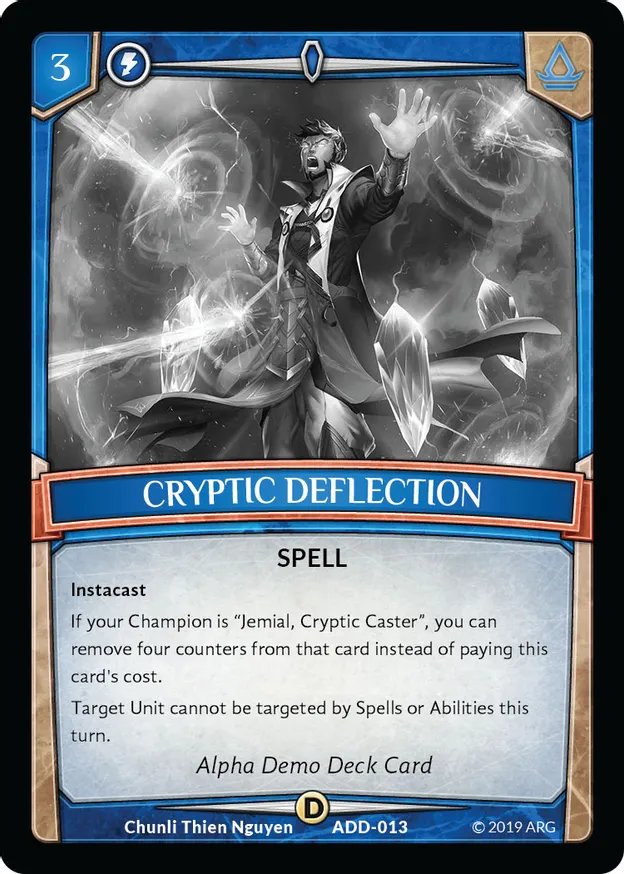 3
CRYPTIC DEFLECTION
SPELL
Instacast
If your Champion is “Jemial, Cryptic Caster”, you can
remove four counters from that card instead of paying this
card's cost.
Target Unit cannot be targeted by Spells or Abilities this
turn.
Alpha Demo Deck Card
D
Chunli Thien Nguyen ADD-013 © 2019 ARG